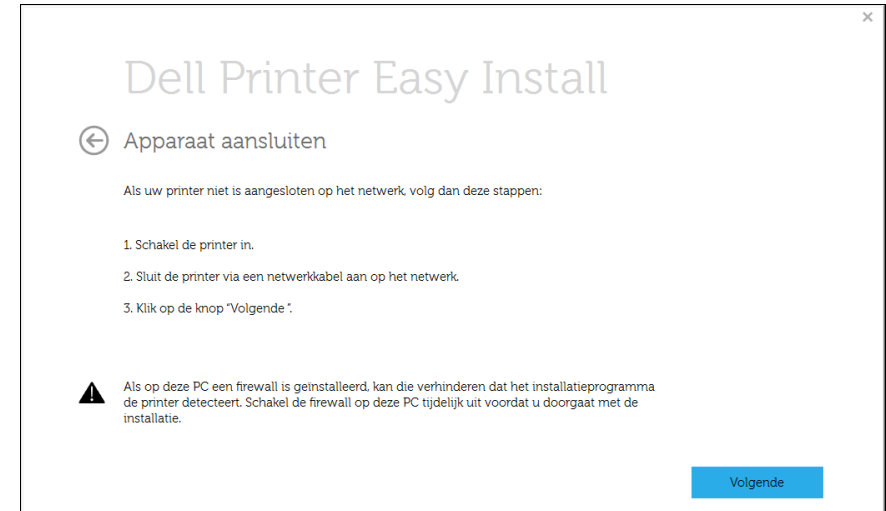 Dell Printer Easy Install
Apparaat aansluiten
Als uw printer niet is aangesloten op het netwerk, volg dan deze stappen:
1. Schakel de printer in.
2. Sluit de printer via een netwerkkabel aan op het netwerk.
3. Klik op de knop "Volgende ".
Als op deze PC een firewall is geïnstalleerd, kan die verhinderen dat het installatieprogramma
de printer detecteert. Schakel de firewall op deze PC tijdelijk uit voordat u doorgaat met de
installatie.
Volgende